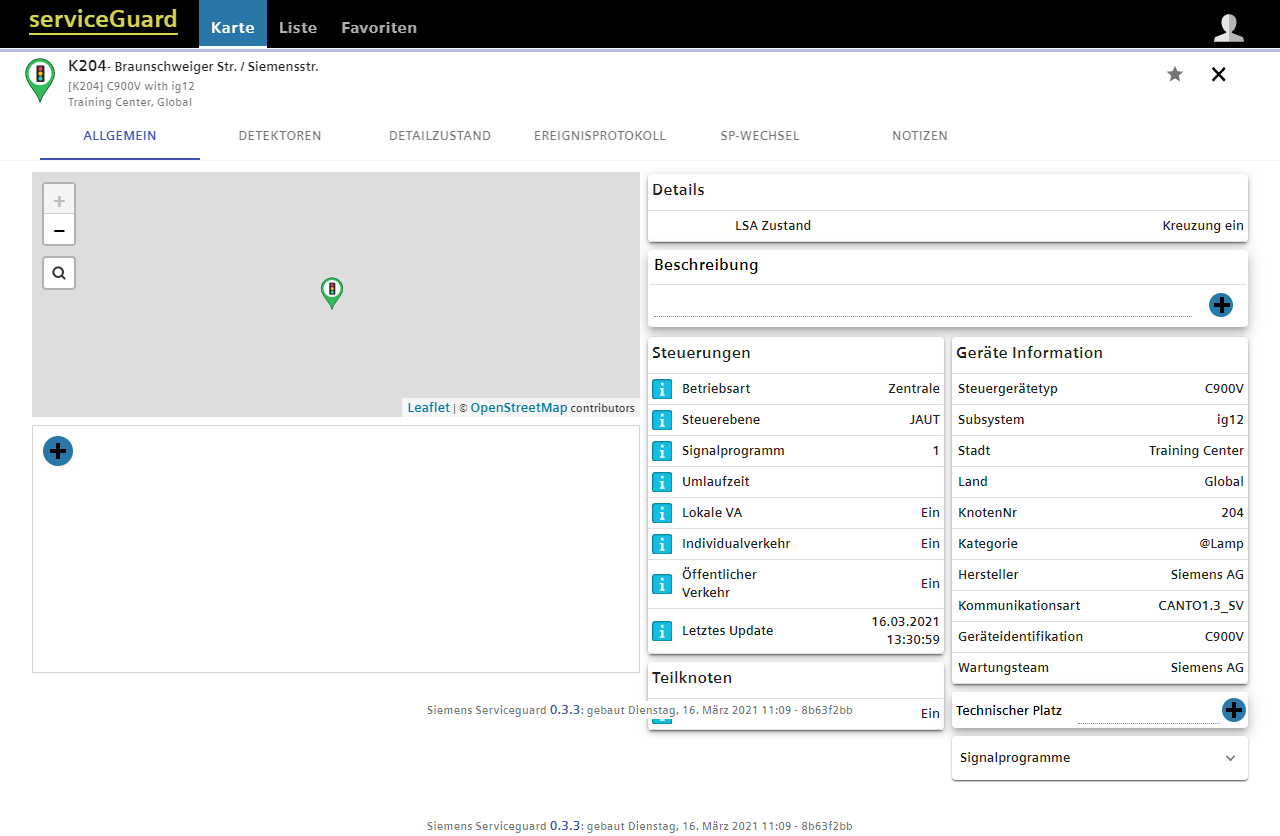 serviceGuard
Karte Liste Favoriten
K204- Braunschweiger Str. / Siemensstr.
[K204] C900V with ig12
Training Center, Global
ALLGEMEIN DETEKTOREN DETAILZUSTAND EREIGNISPROTOKOLL SP-WECHSEL NOTIZEN
+
−
Leaflet | © OpenStreetMap contributors
Details
LSA Zustand Kreuzung ein
Beschreibung
Steuerungen
Betriebsart Zentrale
Steuerebene JAUT
Signalprogramm 1
Umlaufzeit
Lokale VA Ein
Individualverkehr Ein
Öffentlicher
Verkehr Ein
Letztes Update 16.03.2021
13:30:59
Teilknoten
Ein
Geräte Information
Steuergerätetyp C900V
Subsystem ig12
Stadt Training Center
Land Global
KnotenNr 204
Kategorie @Lamp
Hersteller Siemens AG
Kommunikationsart CANTO1.3_SV
Geräteidentifikation C900V
Wartungsteam Siemens AG
Technischer Platz
Signalprogramme
Siemens Serviceguard 0.3.3: gebaut Dienstag, 16. März 2021 11:09 - 8b63f2bb
Siemens Serviceguard 0.3.3: gebaut Dienstag, 16. März 2021 11:09 - 8b63f2bb